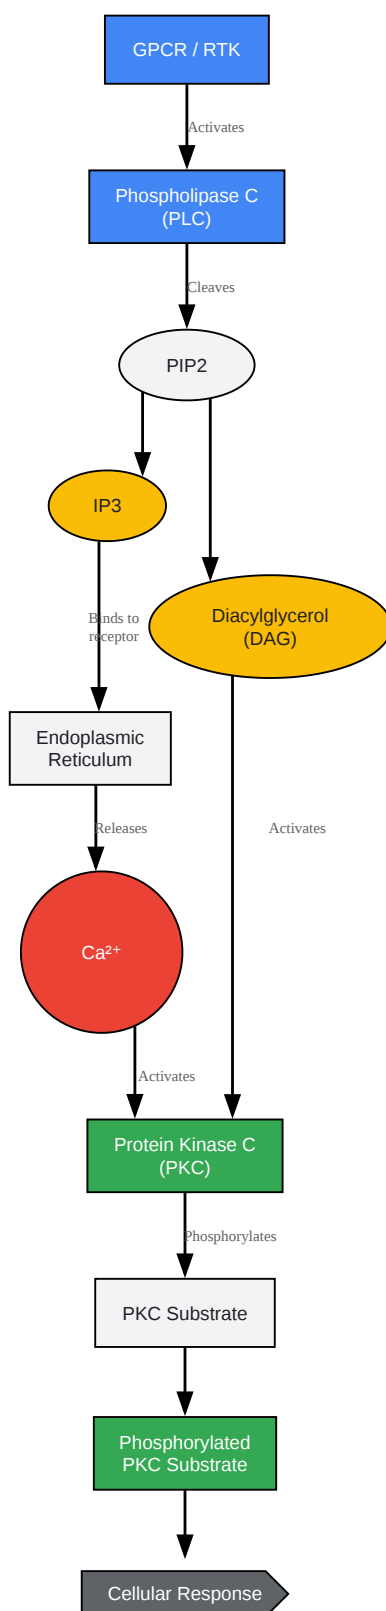 GPCR / RTK
Activates
Phospholipase C
(PLC)
Cleaves
PIP2
IP3
Diacylglycerol
(DAG)
Binds to
receptor
Endoplasmic
Reticulum
Releases
Activates
Ca²⁺
Activates
Protein Kinase C
(PKC)
Phosphorylates
PKC Substrate
Phosphorylated
PKC Substrate
Cellular Response